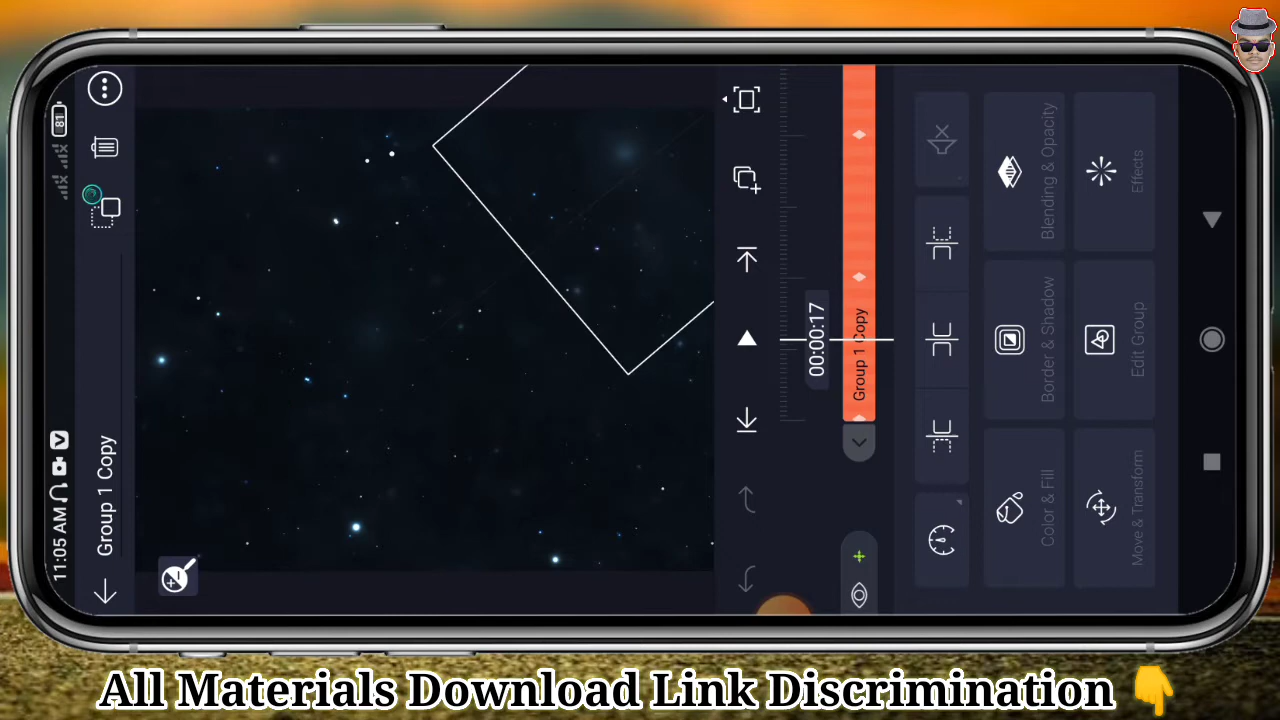 11:05 AM
81
Group 1 Copy
00:00:17
Group 1 Copy
Color & Fill
Border & Shadow
Blending & Opacity
Move & Transform
Edit Group
Effects
All Materials Download Link Discrimination 👇